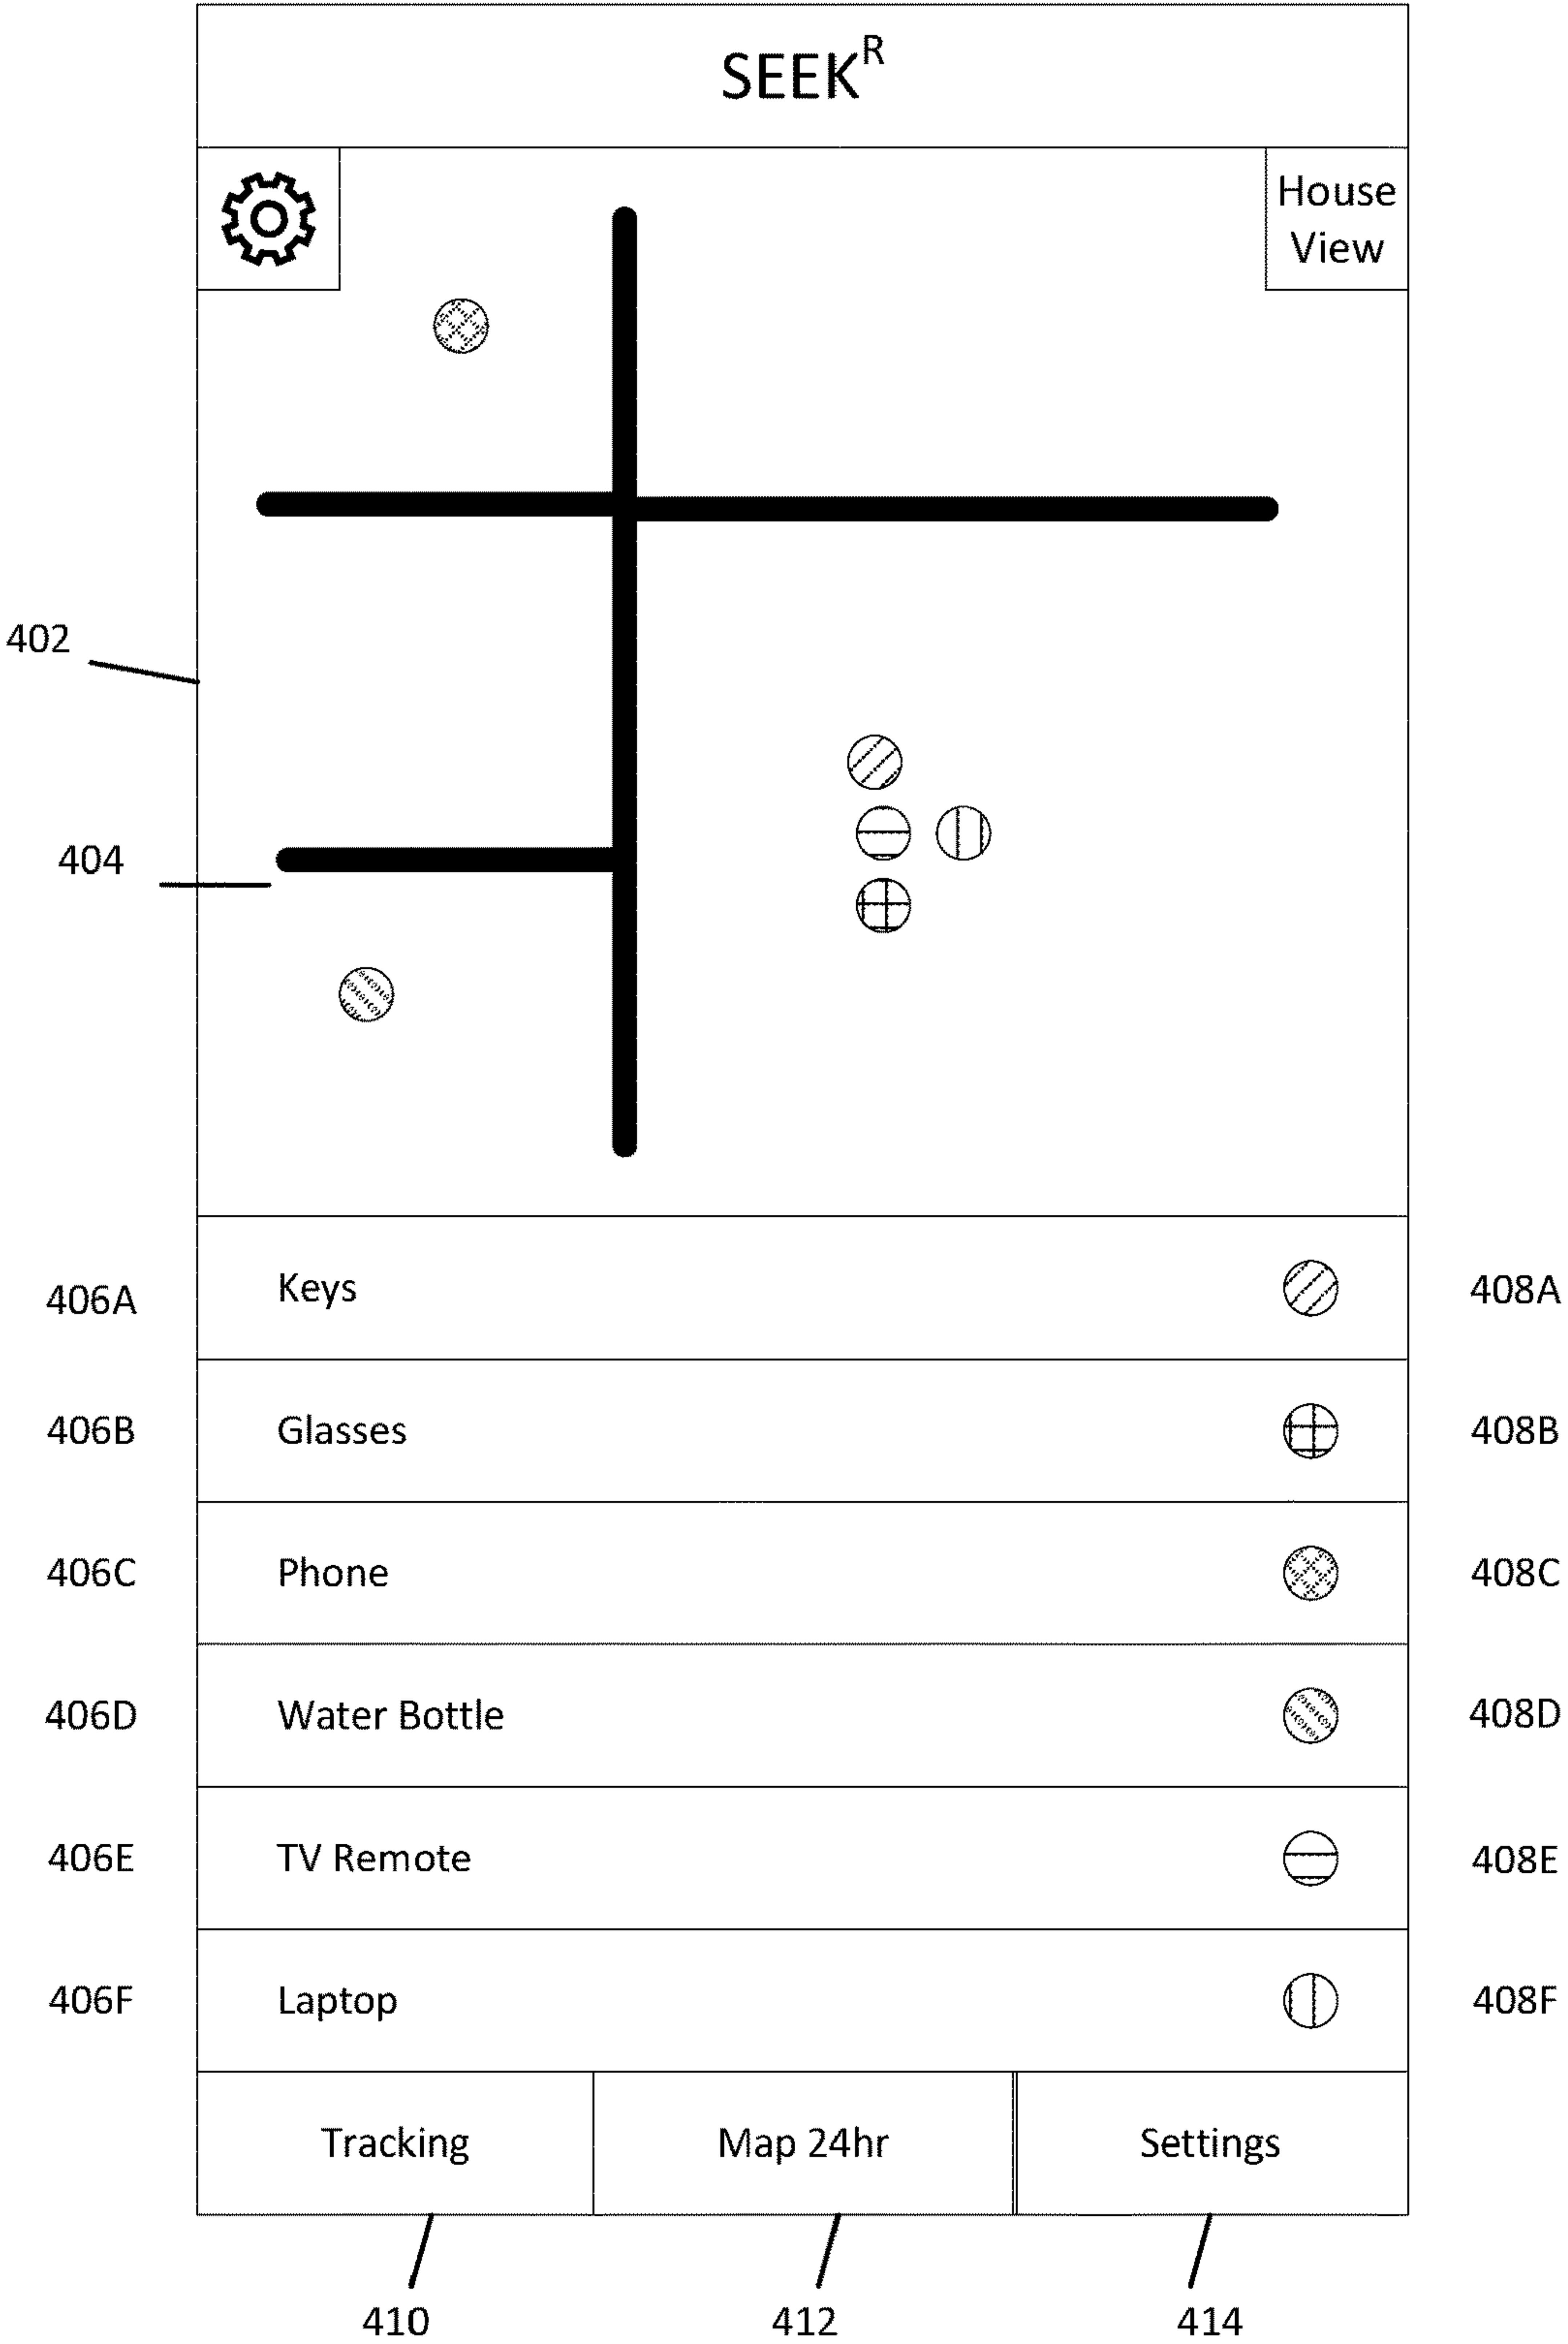 SEEKR
House
View
402
404
406A Keys 408A
406B Glasses 408B
406C Phone 408C
406D Water Bottle 408D
406E TV Remote 408E
406F Laptop 408F
Tracking Map 24hr Settings
410 412 414